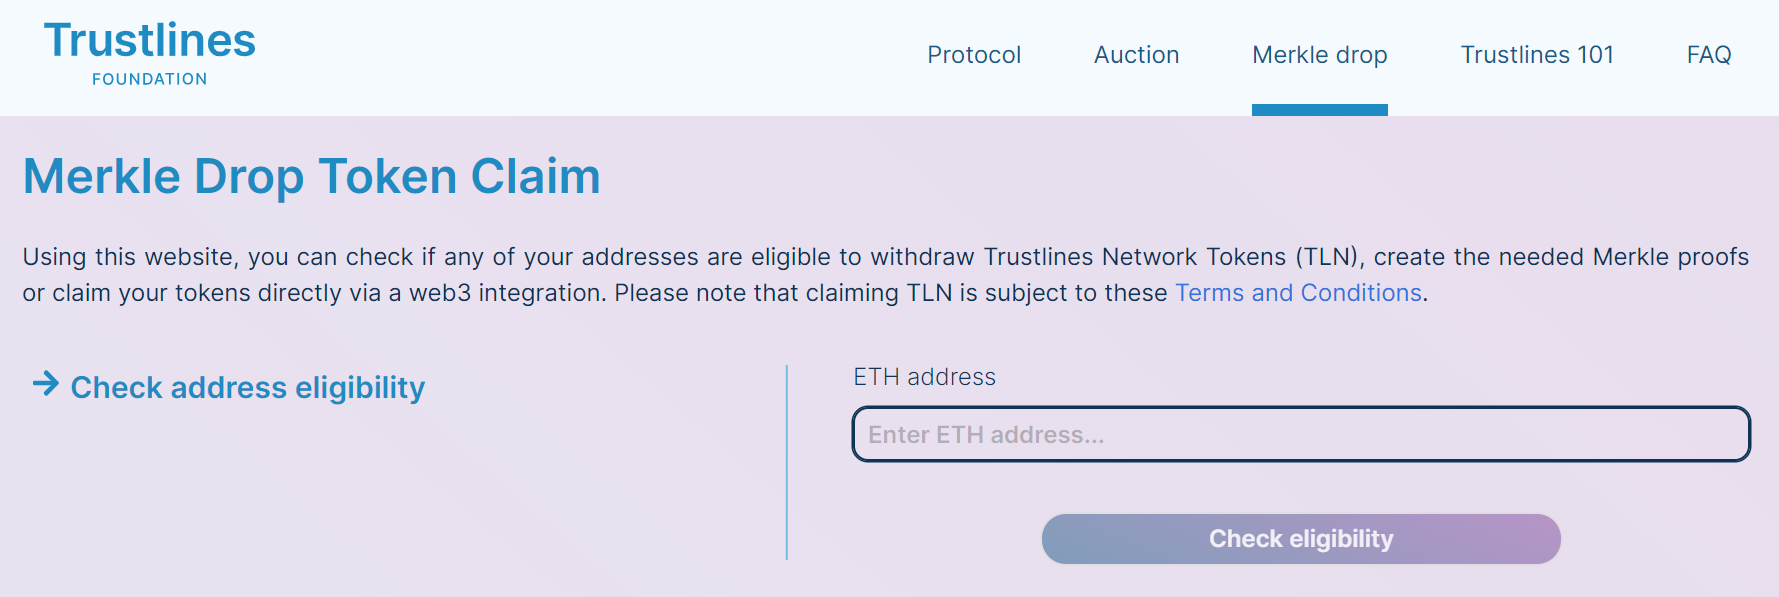 Trustlines
FOUNDATION
Protocol
Auction
Merkle drop
Trustlines 101
FAQ
Merkle Drop Token Claim
Using this website, you can check if any of your addresses are eligible to withdraw Trustlines Network Tokens (TLN), create the needed Merkle proofs
or claim your tokens directly via a web3 integration. Please note that claiming TLN is subject to these Terms and Conditions.
Check address eligibility
ETH address
Enter ETH address...
Check eligibility